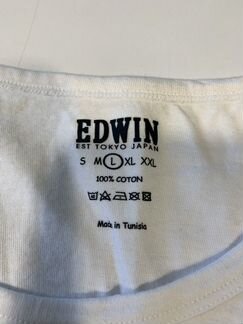 EDWIN
EST TOKYO JAPAN
S M L XL XXL
100% COTON
Made in Tunisia